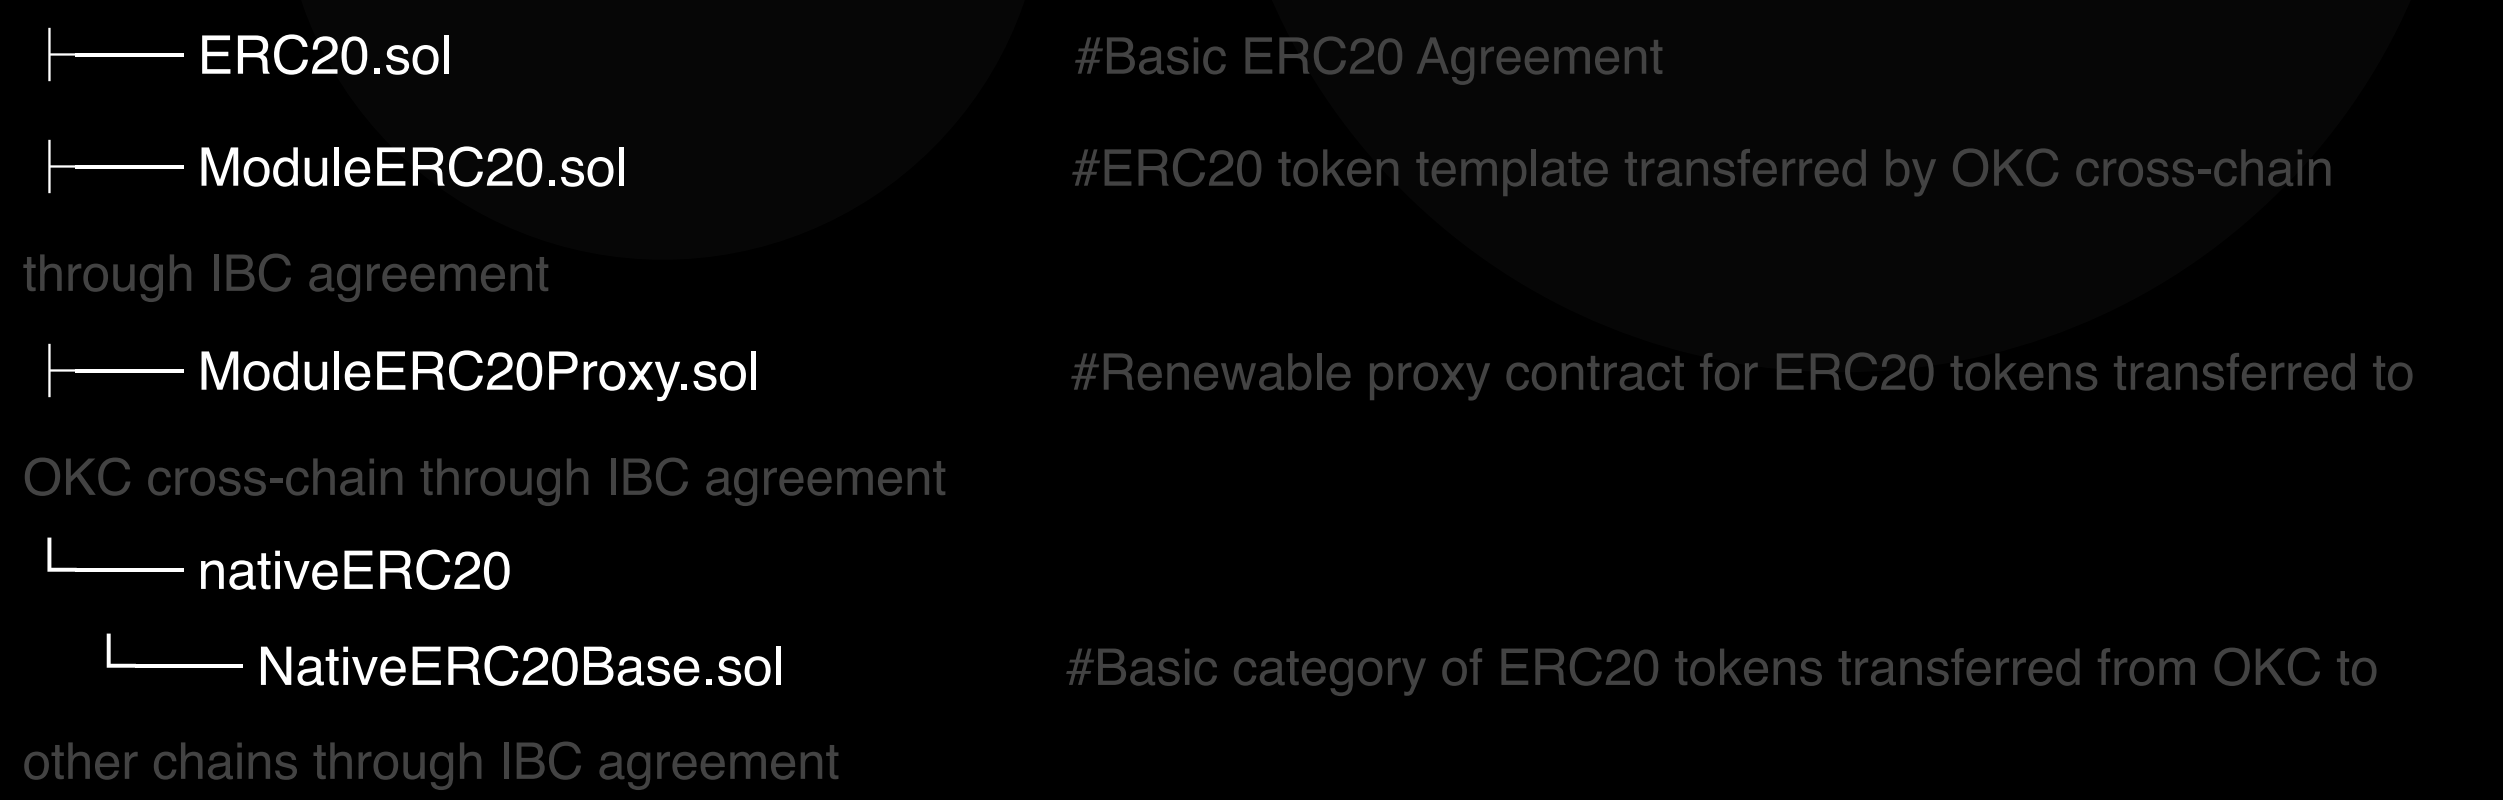 ├── ERC20.sol #Basic ERC20 Agreement
├── ModuleERC20.sol #ERC20 token template transferred by OKC cross-chain
through IBC agreement
├── ModuleERC20Proxy.sol #Renewable proxy contract for ERC20 tokens transferred to
OKC cross-chain through IBC agreement
└── nativeERC20
└── NativeERC20Base.sol #Basic category of ERC20 tokens transferred from OKC to
other chains through IBC agreement